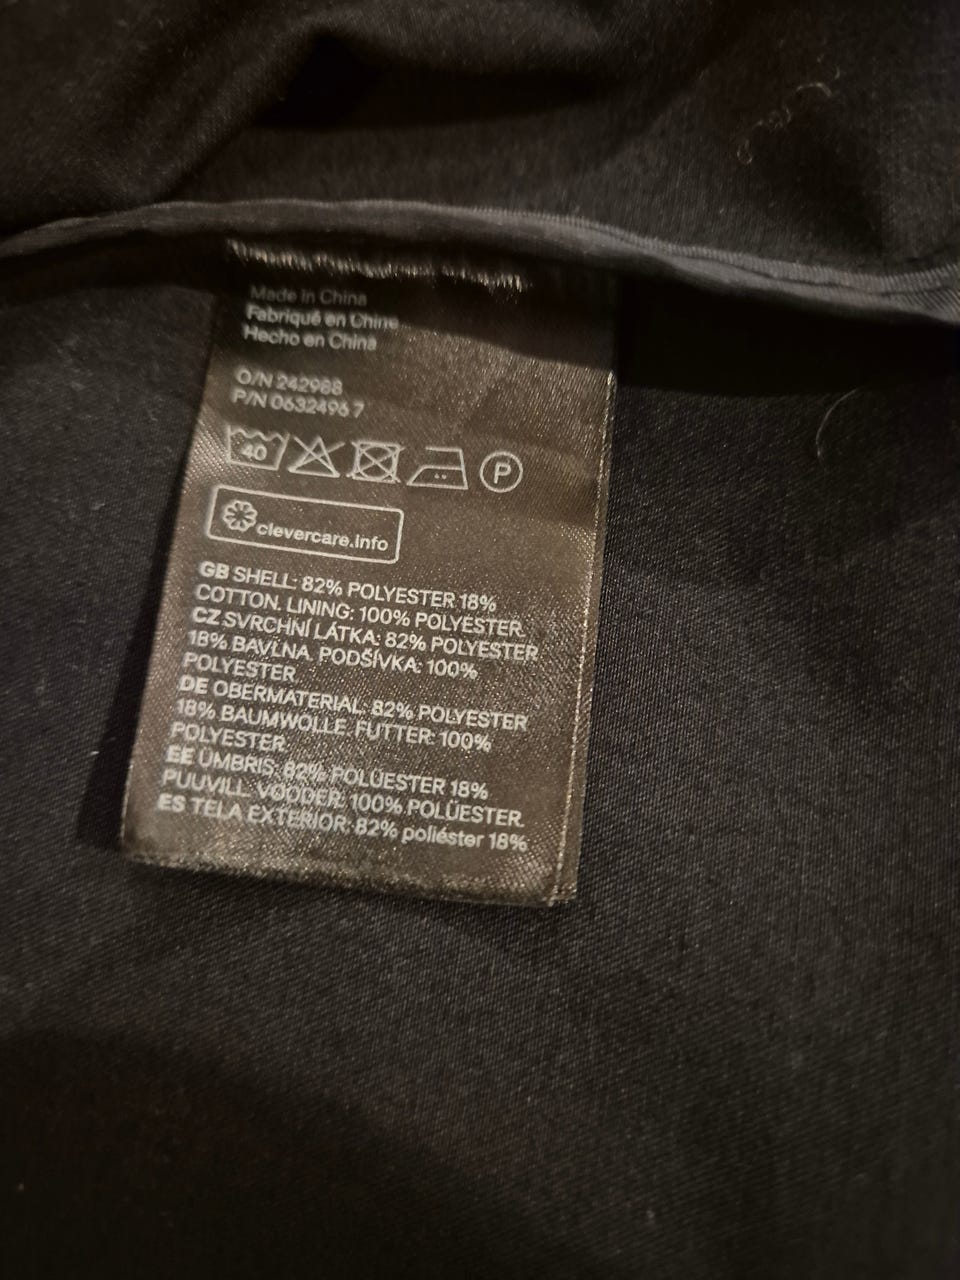 Made in China
Fabriqué en Chine
Hecho en China
O/N 242988
P/N 0632496 7
40
P
clevercare.info
GB SHELL: 82% POLYESTER 18%
COTTON. LINING: 100% POLYESTER.
CZ SVRCHNÍ LÁTKA: 82% POLYESTER
18% BAVLNA. PODŠÍVKA: 100%
POLYESTER.
DE OBERMATERIAL: 82% POLYESTER
18% BAUMWOLLE. FUTTER: 100%
POLYESTER.
EE ÜMBRIS: 82% POLÜESTER 18%
PUUVILL. VOODER: 100% POLÜESTER.
ES TELA EXTERIOR: 82% poliéster 18%